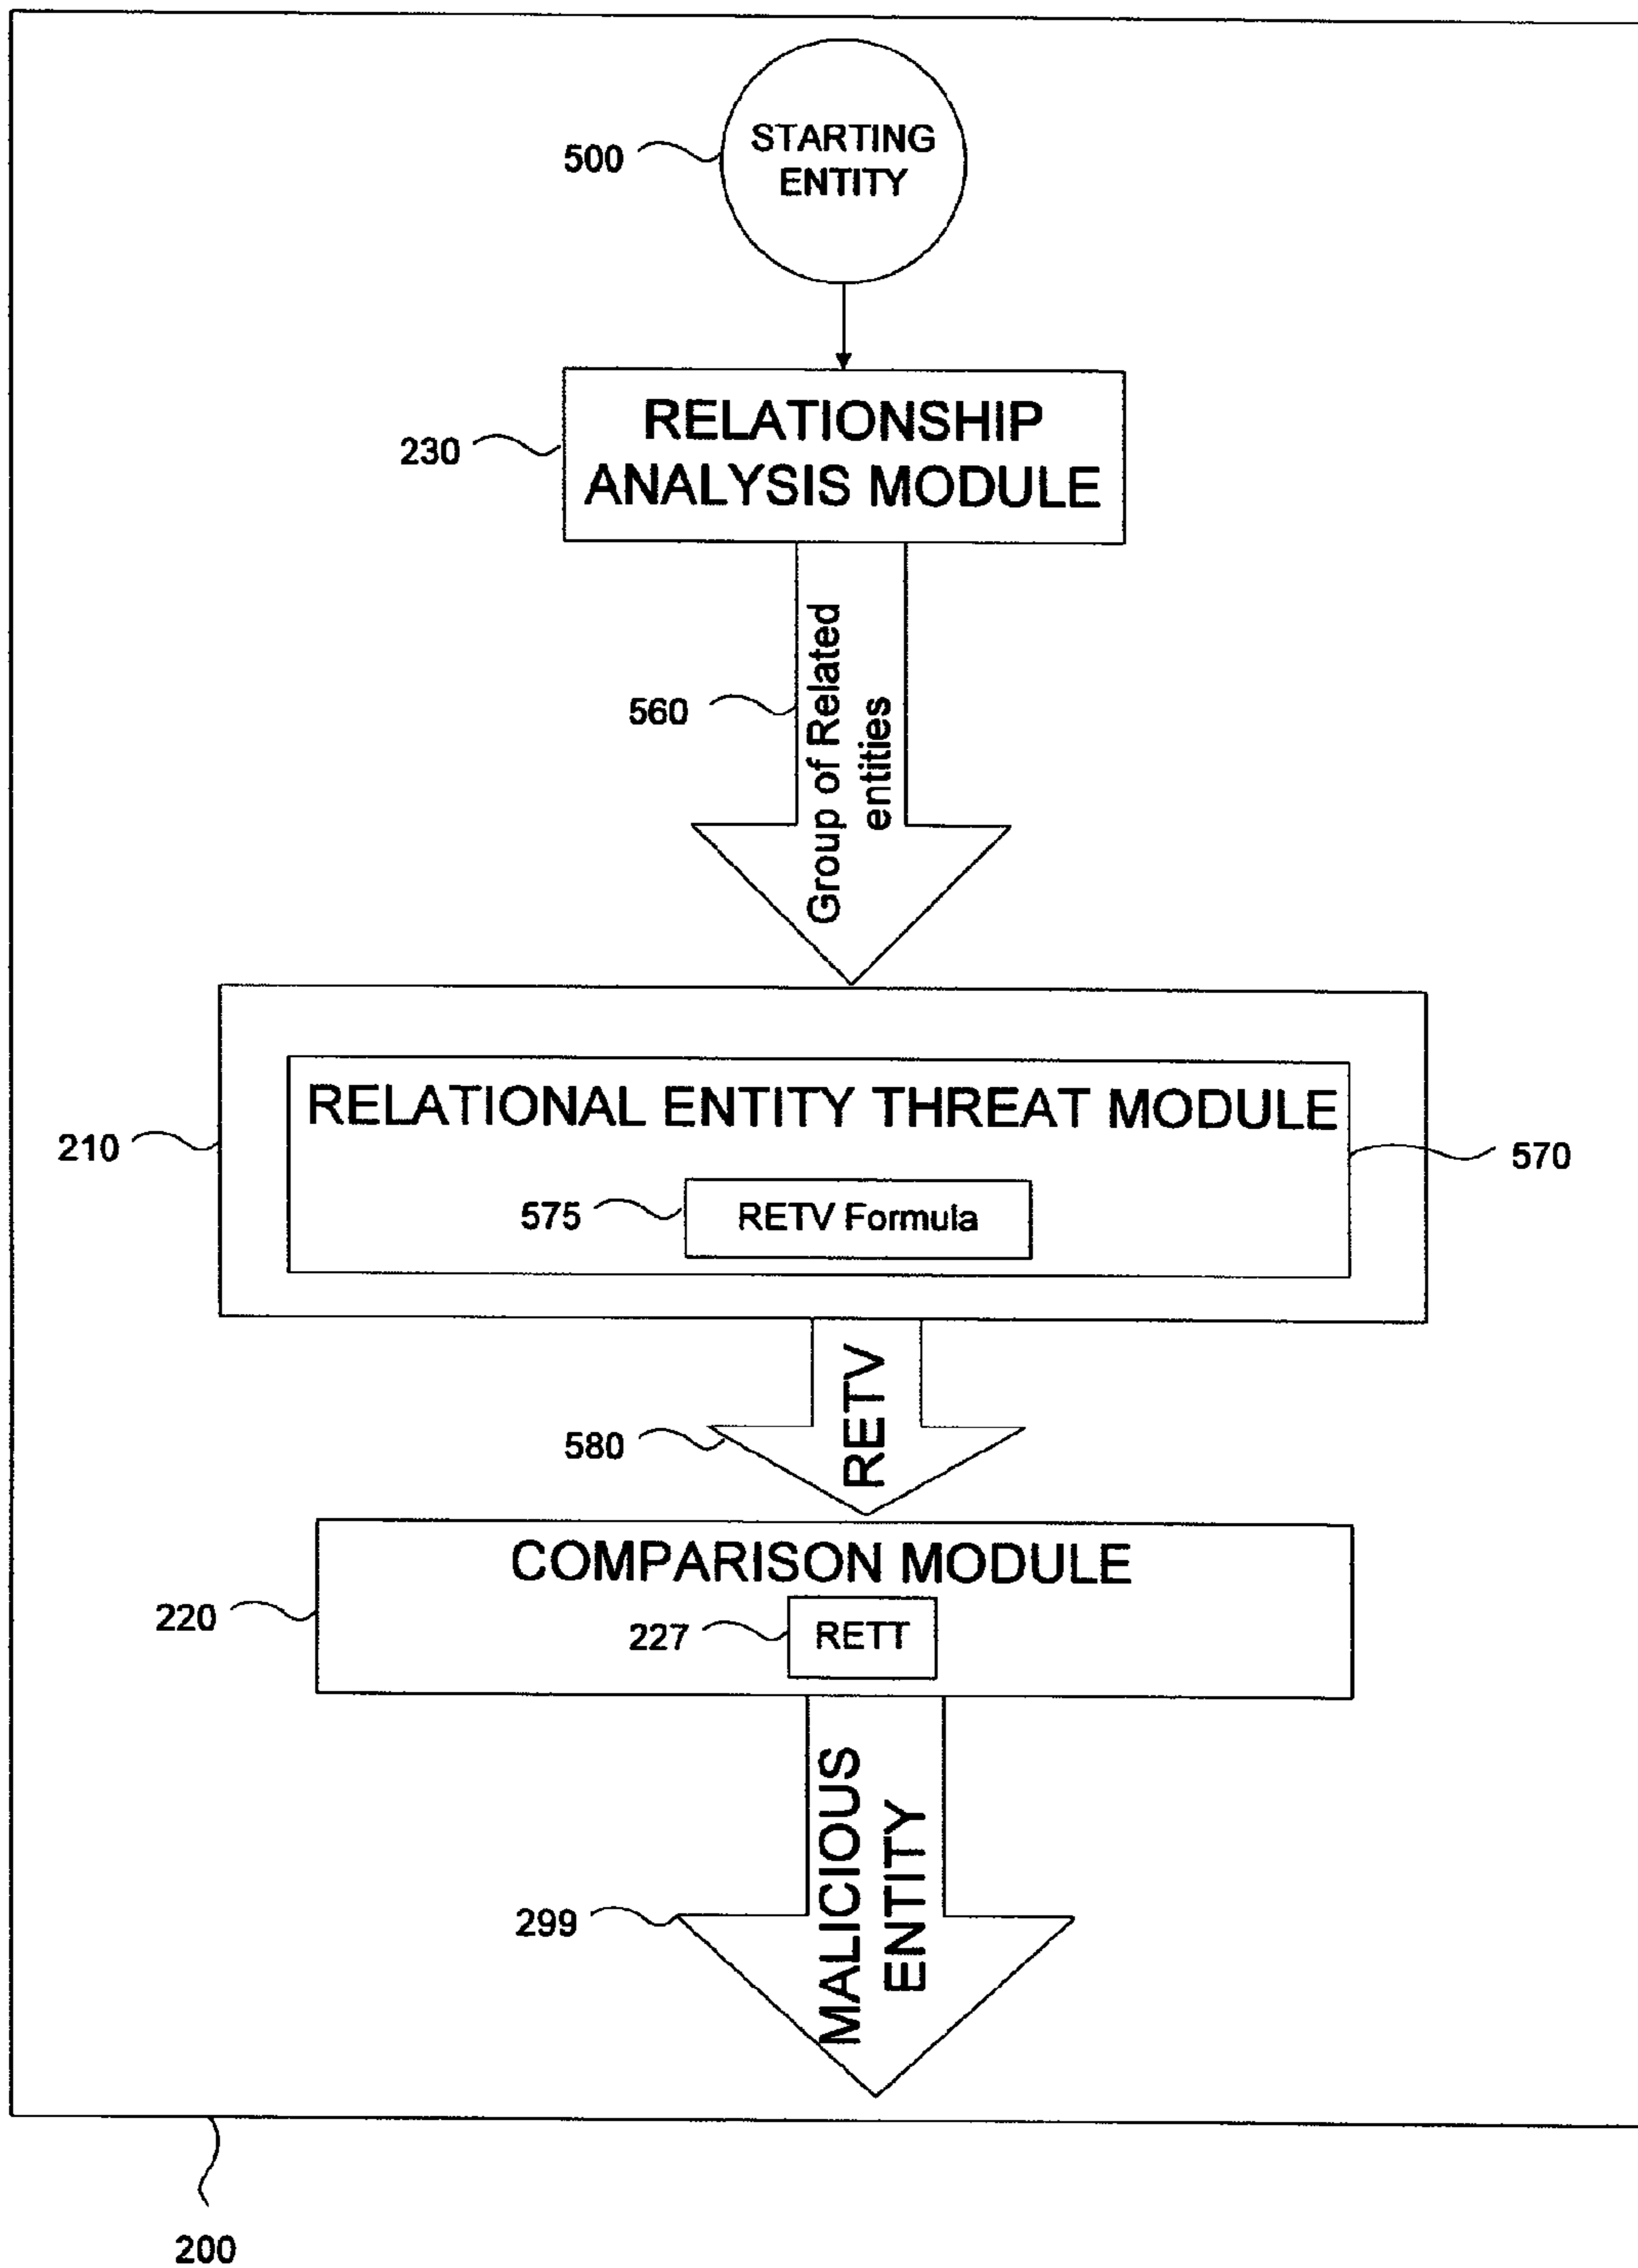 500
STARTING
ENTITY
230
RELATIONSHIP
ANALYSIS MODULE
560
Group of Related
entities
210
RELATIONAL ENTITY THREAT MODULE
570
575
RETV Formula
580
RETV
COMPARISON MODULE
220
227
RETT
299
MALICIOUS
ENTITY
200